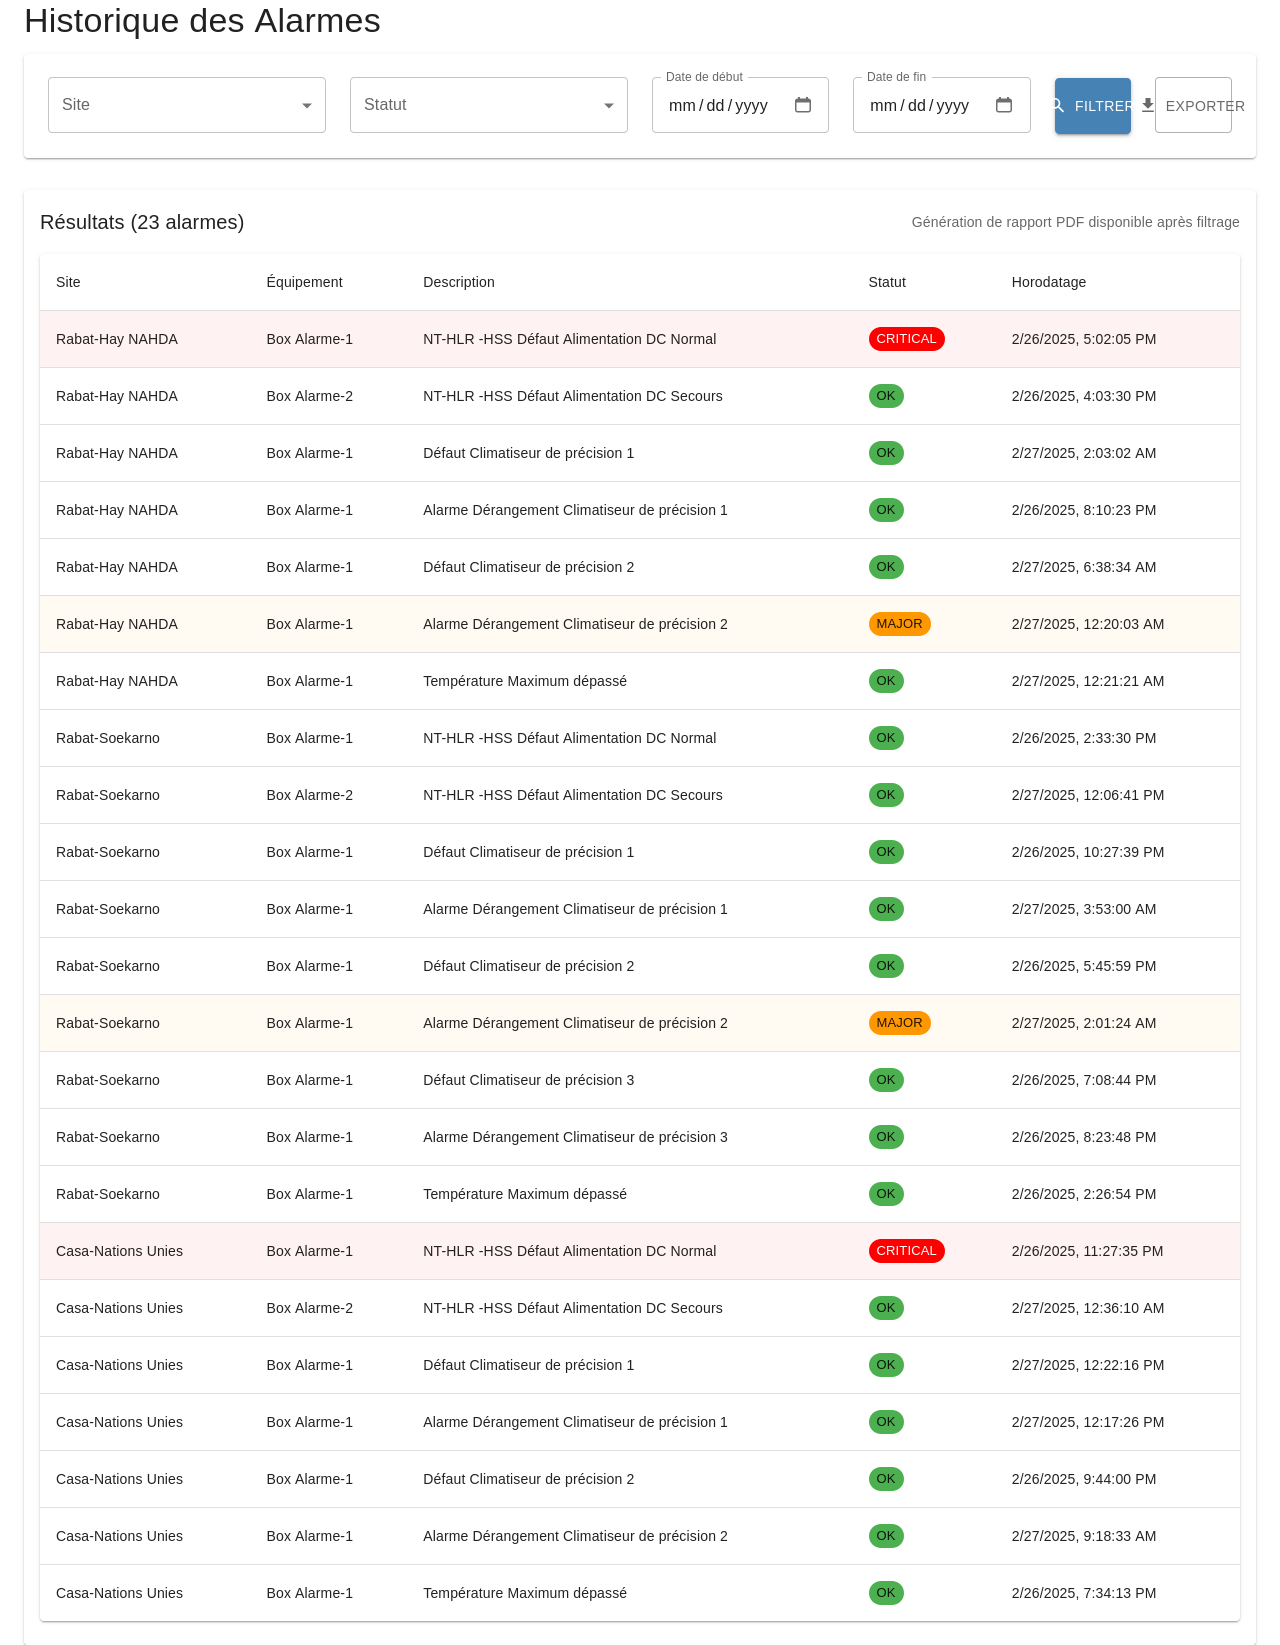 Historique des Alarmes
Site Statut Date de début mm / dd / yyyy Date de fin mm / dd / yyyy FILTRER EXPORTER
Résultats (23 alarmes) Génération de rapport PDF disponible après filtrage
Site Équipement Description Statut Horodatage
Rabat-Hay NAHDA Box Alarme-1 NT-HLR -HSS Défaut Alimentation DC Normal CRITICAL 2/26/2025, 5:02:05 PM
Rabat-Hay NAHDA Box Alarme-2 NT-HLR -HSS Défaut Alimentation DC Secours OK 2/26/2025, 4:03:30 PM
Rabat-Hay NAHDA Box Alarme-1 Défaut Climatiseur de précision 1 OK 2/27/2025, 2:03:02 AM
Rabat-Hay NAHDA Box Alarme-1 Alarme Dérangement Climatiseur de précision 1 OK 2/26/2025, 8:10:23 PM
Rabat-Hay NAHDA Box Alarme-1 Défaut Climatiseur de précision 2 OK 2/27/2025, 6:38:34 AM
Rabat-Hay NAHDA Box Alarme-1 Alarme Dérangement Climatiseur de précision 2 MAJOR 2/27/2025, 12:20:03 AM
Rabat-Hay NAHDA Box Alarme-1 Température Maximum dépassé OK 2/27/2025, 12:21:21 AM
Rabat-Soekarno Box Alarme-1 NT-HLR -HSS Défaut Alimentation DC Normal OK 2/26/2025, 2:33:30 PM
Rabat-Soekarno Box Alarme-2 NT-HLR -HSS Défaut Alimentation DC Secours OK 2/27/2025, 12:06:41 PM
Rabat-Soekarno Box Alarme-1 Défaut Climatiseur de précision 1 OK 2/26/2025, 10:27:39 PM
Rabat-Soekarno Box Alarme-1 Alarme Dérangement Climatiseur de précision 1 OK 2/27/2025, 3:53:00 AM
Rabat-Soekarno Box Alarme-1 Défaut Climatiseur de précision 2 OK 2/26/2025, 5:45:59 PM
Rabat-Soekarno Box Alarme-1 Alarme Dérangement Climatiseur de précision 2 MAJOR 2/27/2025, 2:01:24 AM
Rabat-Soekarno Box Alarme-1 Défaut Climatiseur de précision 3 OK 2/26/2025, 7:08:44 PM
Rabat-Soekarno Box Alarme-1 Alarme Dérangement Climatiseur de précision 3 OK 2/26/2025, 8:23:48 PM
Rabat-Soekarno Box Alarme-1 Température Maximum dépassé OK 2/26/2025, 2:26:54 PM
Casa-Nations Unies Box Alarme-1 NT-HLR -HSS Défaut Alimentation DC Normal CRITICAL 2/26/2025, 11:27:35 PM
Casa-Nations Unies Box Alarme-2 NT-HLR -HSS Défaut Alimentation DC Secours OK 2/27/2025, 12:36:10 AM
Casa-Nations Unies Box Alarme-1 Défaut Climatiseur de précision 1 OK 2/27/2025, 12:22:16 PM
Casa-Nations Unies Box Alarme-1 Alarme Dérangement Climatiseur de précision 1 OK 2/27/2025, 12:17:26 PM
Casa-Nations Unies Box Alarme-1 Défaut Climatiseur de précision 2 OK 2/26/2025, 9:44:00 PM
Casa-Nations Unies Box Alarme-1 Alarme Dérangement Climatiseur de précision 2 OK 2/27/2025, 9:18:33 AM
Casa-Nations Unies Box Alarme-1 Température Maximum dépassé OK 2/26/2025, 7:34:13 PM